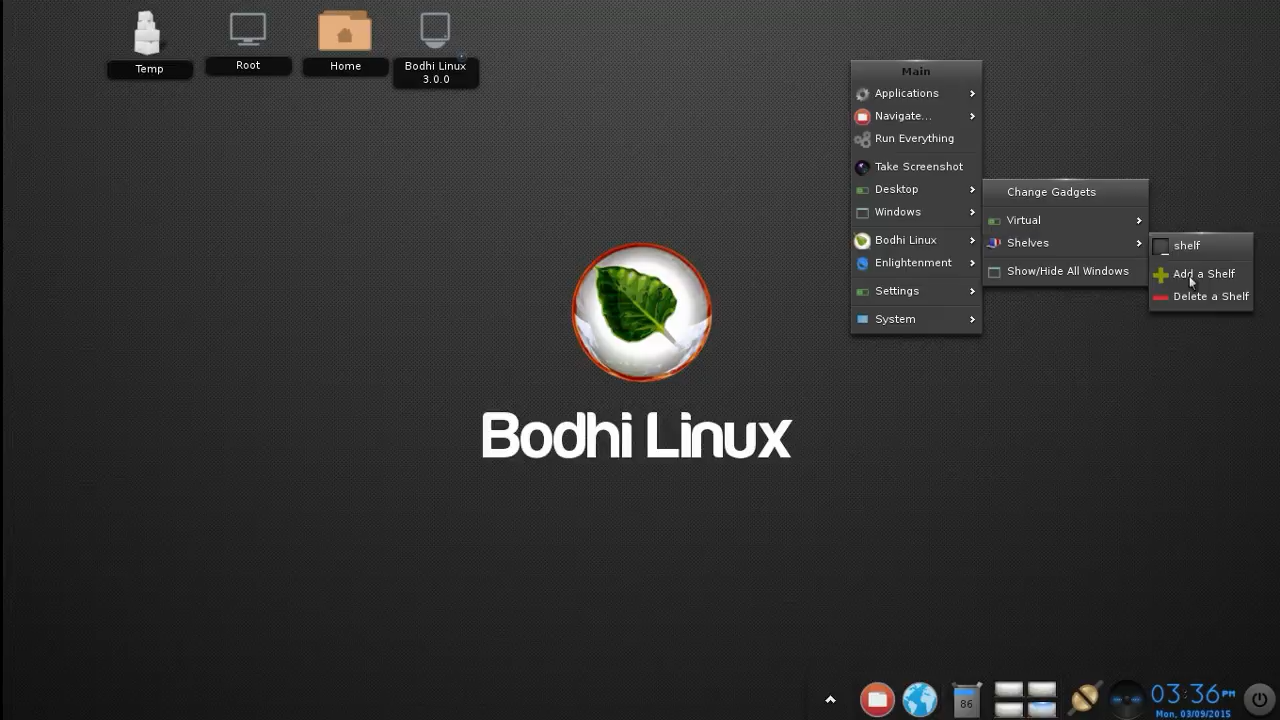 Temp
Root
Home
Bodhi Linux
3.0.0
Main
Applications
Navigate...
Run Everything
Take Screenshot
Desktop
Windows
Bodhi Linux
Enlightenment
Settings
System
Change Gadgets
Virtual
Shelves
Show/Hide All Windows
shelf
Add a Shelf
Delete a Shelf
Bodhi Linux
86
03:36PM
Mon, 03/09/2015